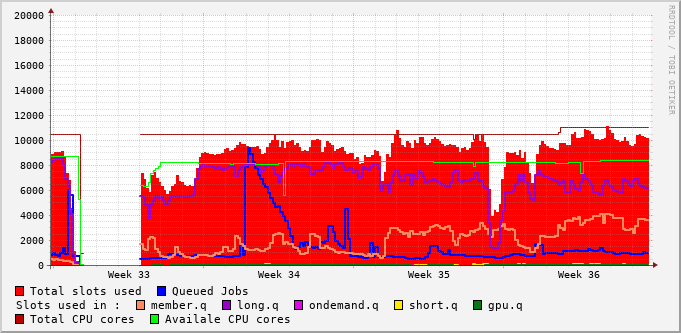 20000
18000
16000
14000
12000
10000
8000
6000
4000
2000
0
Week 33 Week 34 Week 35 Week 36
RRDTOOL / TOBI OETIKER
Total slots used Queued Jobs
Slots used in : member.q long.q ondemand.q short.q gpu.q
Total CPU cores Availale CPU cores